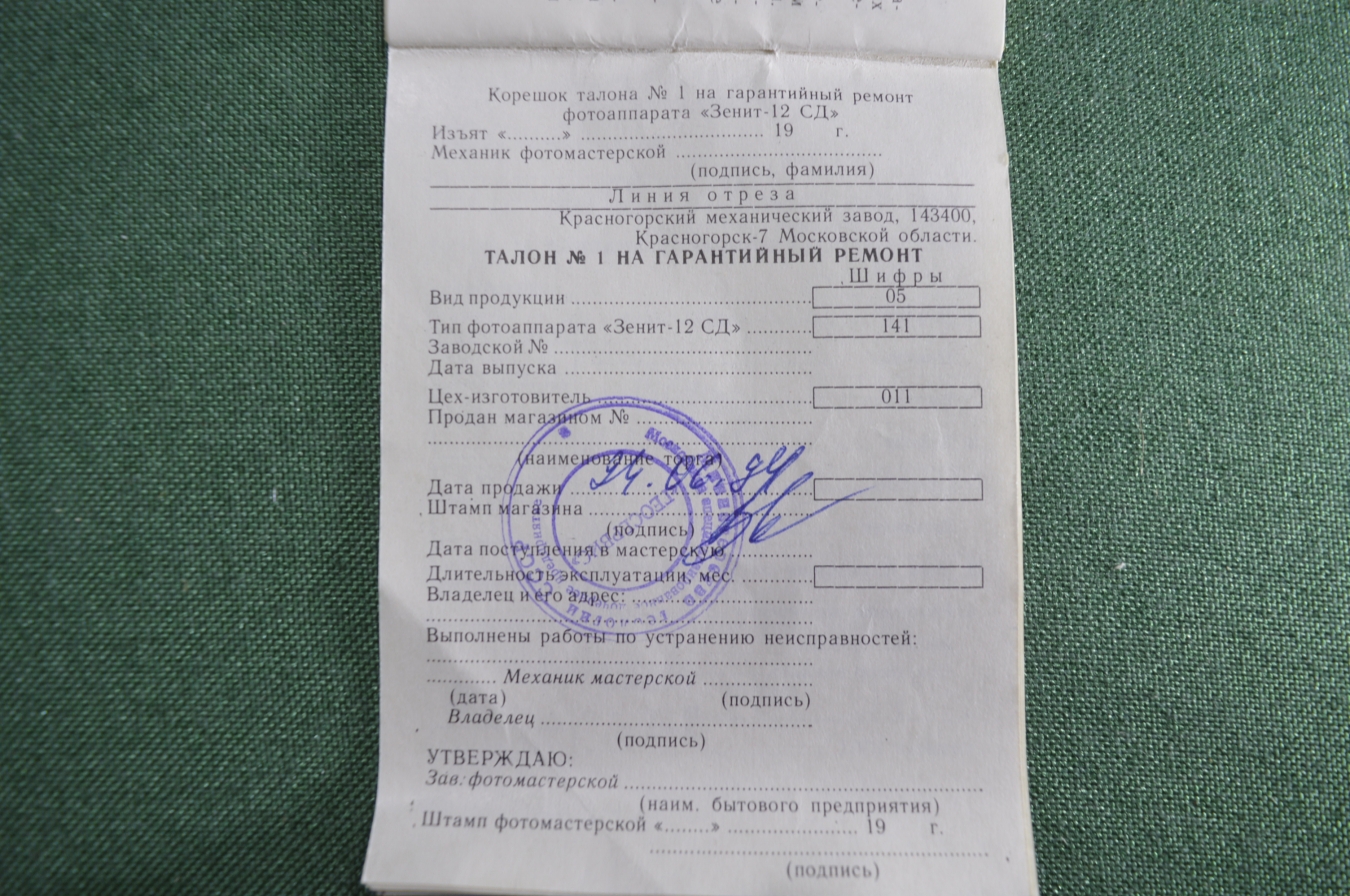 Корешок талона № 1 на гарантийный ремонт
фотоаппарата «Зенит-12 СД»
Изъят «..........» .............................. 19 г.
Механик фотомастерской ..................................
(подпись, фамилия)
Линия отреза
Красногорский механический завод, 143400,
Красногорск-7 Московской области.
ТАЛОН № 1 НА ГАРАНТИЙНЫЙ РЕМОНТ
Шифры
Вид продукции ........................................ 05
Тип фотоаппарата «Зенит-12 СД» ........... 141
Заводской № ...........................................
Дата выпуска .........................................
Цех-изготовитель .................................... 011
Продан магазином № .............................
(наименование торга)
Дата продажи
Штамп магазина ....................................
(подпись)
Дата поступления в мастерскую ..............
Длительность эксплуатации, мес. ............
Владелец и его адрес: .............................
Выполнены работы по устранению неисправностей:
............ Механик мастерской ..................
(дата) (подпись)
Владелец ...............................................
(подпись)
УТВЕРЖДАЮ:
Зав. фотомастерской ..............................................
(наим. бытового предприятия)
Штамп фотомастерской «........» ...................... 19 г.
(подпись)